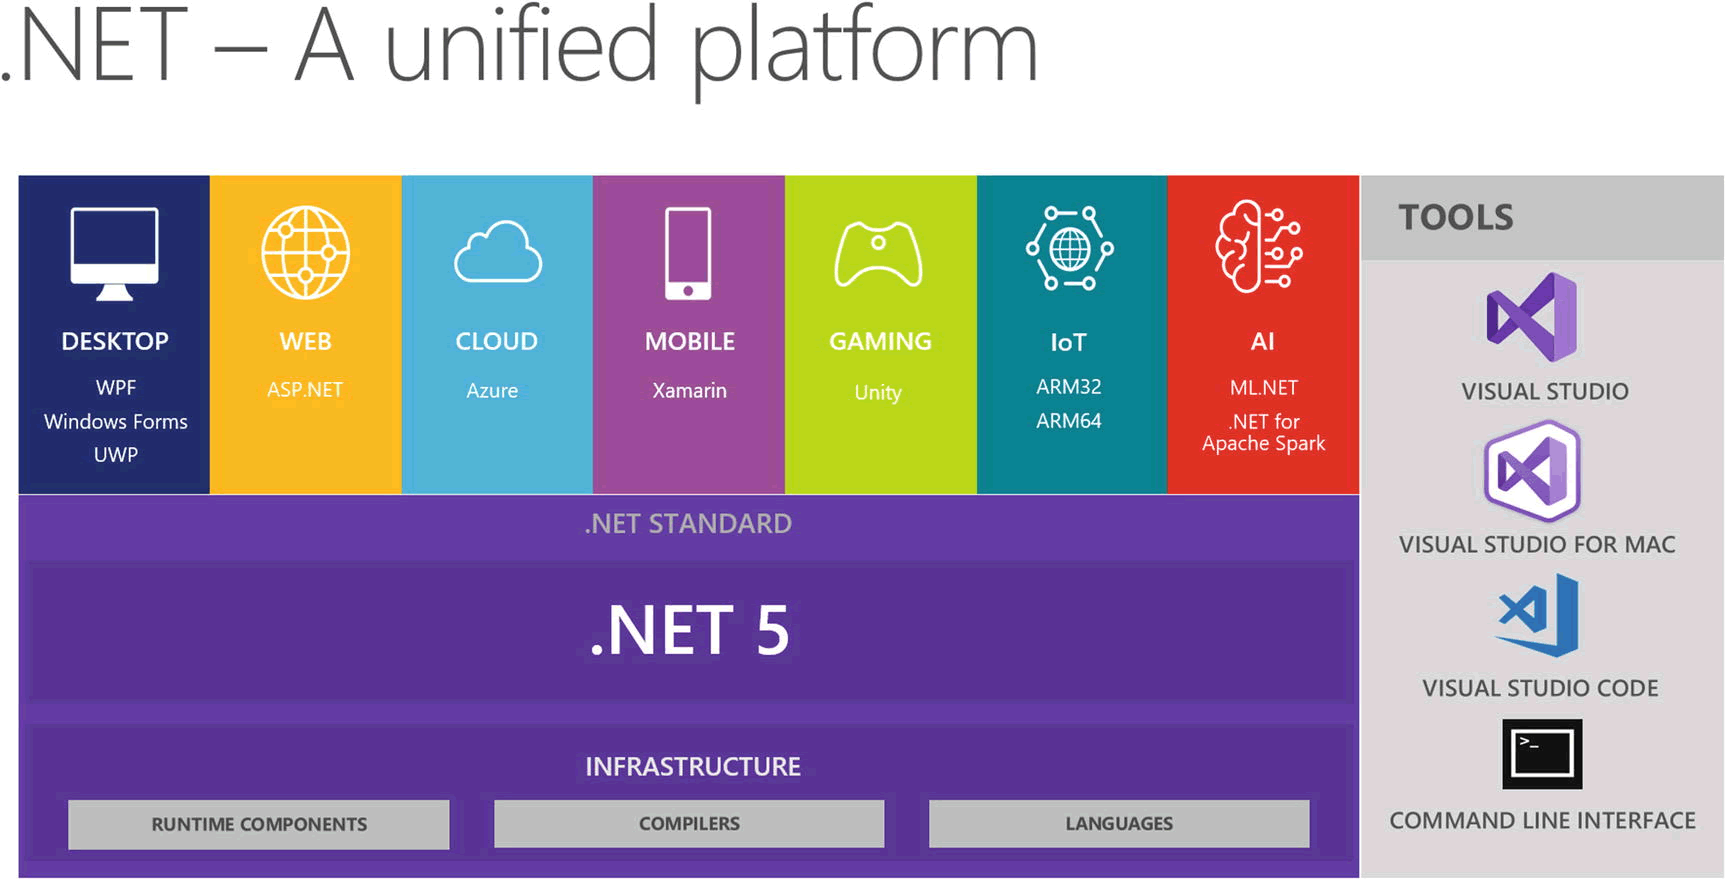 .NET – A unified platform
DESKTOP
WPF
Windows Forms
UWP
WEB
ASP.NET
CLOUD
Azure
MOBILE
Xamarin
GAMING
Unity
IoT
ARM32
ARM64
AI
ML.NET
.NET for
Apache Spark
.NET STANDARD
.NET 5
INFRASTRUCTURE
RUNTIME COMPONENTS
COMPILERS
LANGUAGES
TOOLS
VISUAL STUDIO
VISUAL STUDIO FOR MAC
VISUAL STUDIO CODE
>_
COMMAND LINE INTERFACE